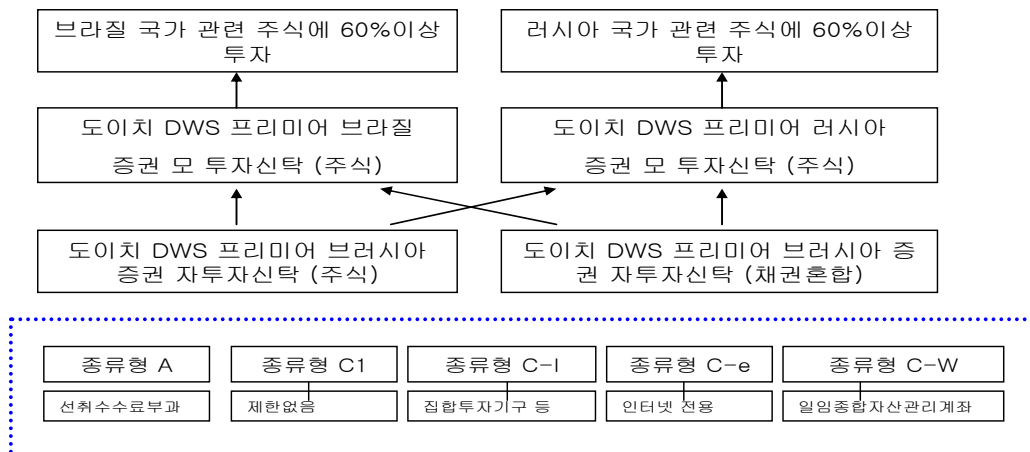 브라질 국가 관련 주식에 60%이상
투자
러시아 국가 관련 주식에 60%이상
투자
도이치 DWS 프리미어 브라질
증권 모 투자신탁 (주식)
도이치 DWS 프리미어 러시아
증권 모 투자신탁 (주식)
도이치 DWS 프리미어 브러시아
증권 자투자신탁 (주식)
도이치 DWS 프리미어 브러시아 증
권 자투자신탁 (채권혼합)
종류형 A
종류형 C1
종류형 C-I
종류형 C-e
종류형 C-W
선취수수료부과
제한없음
집합투자기구 등
인터넷 전용
일임종합자산관리계좌